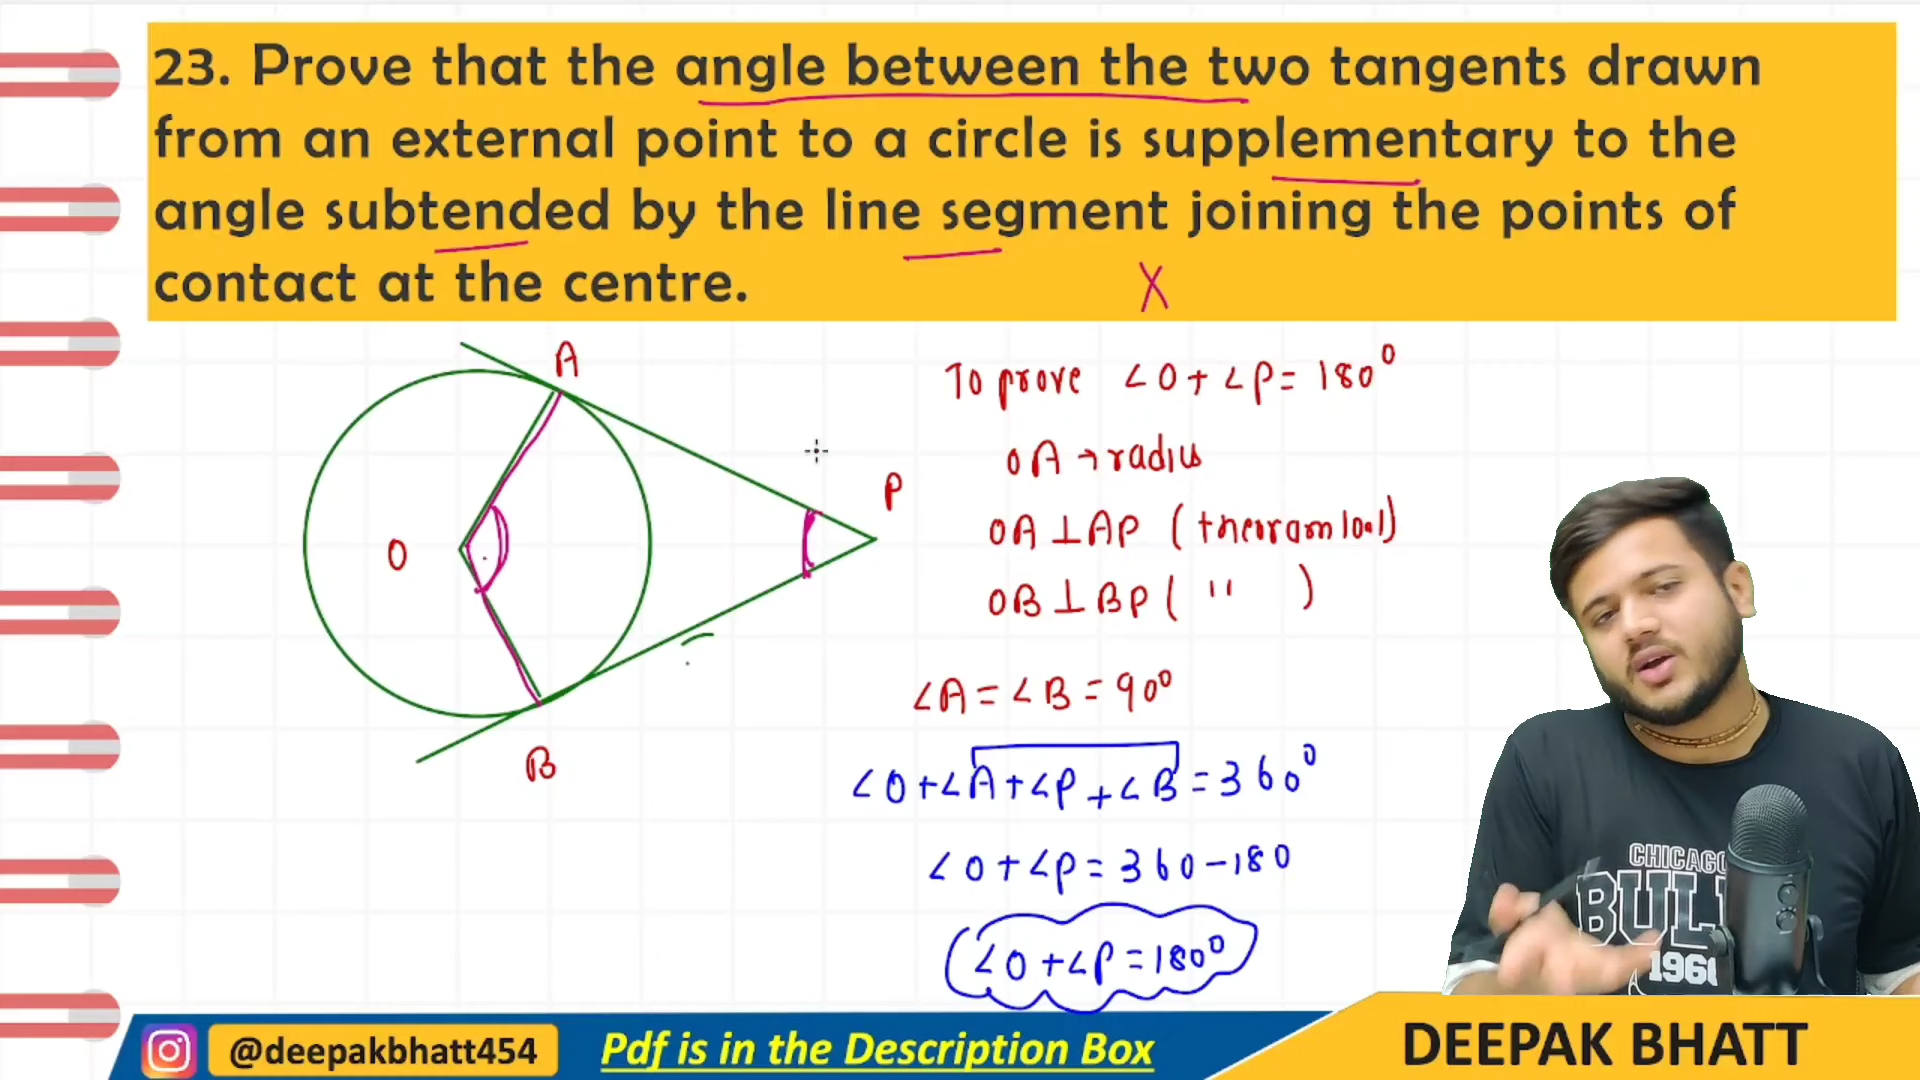 23. Prove that the angle between the two tangents drawn
from an external point to a circle is supplementary to the
angle subtended by the line segment joining the points of
contact at the centre.
X
A
P
O
B
To prove ∠O + ∠P = 180°
OA → radius
OA ⊥ AP (theoram 10.1)
OB ⊥ BP ( " )
∠A = ∠B = 90°
∠O + ∠A + ∠P + ∠B = 360°
∠O + ∠P = 360 - 180
∠O + ∠P = 180°
CHICAGO
BULL
1966
@deepakbhatt454
Pdf is in the Description Box
DEEPAK BHATT